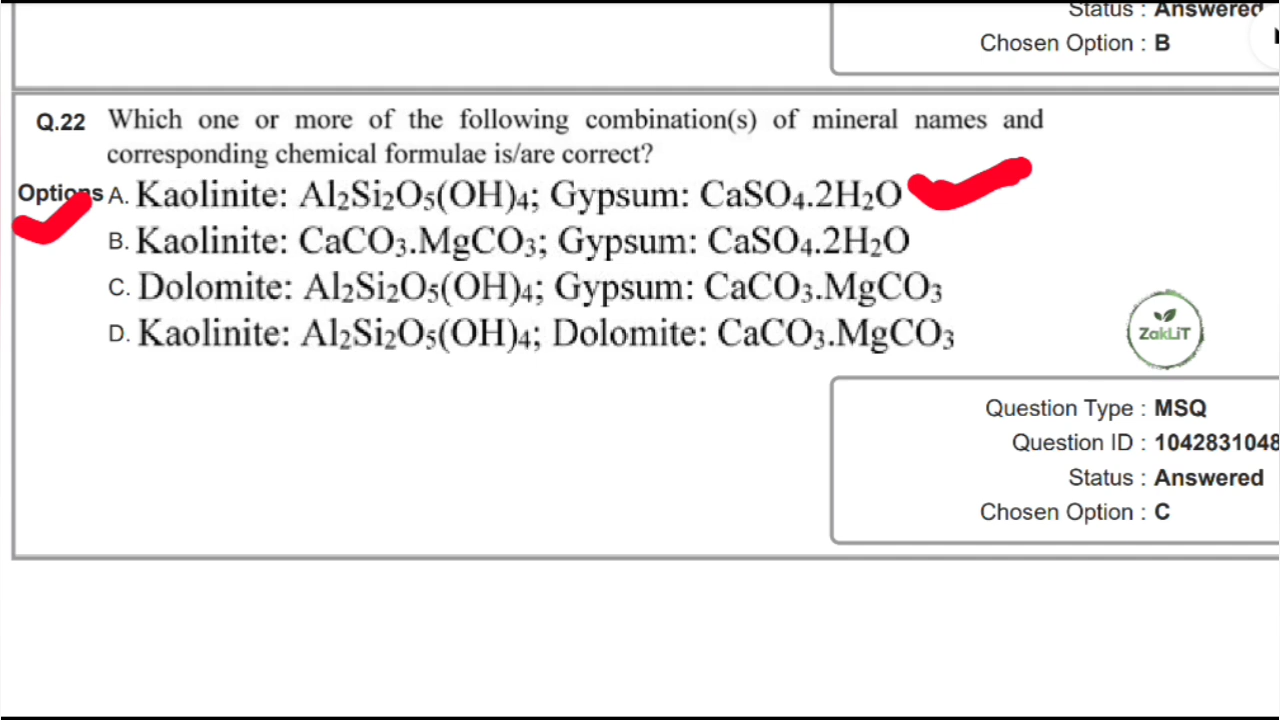 Status : Answered
Chosen Option : B
Q.22 Which one or more of the following combination(s) of mineral names and
corresponding chemical formulae is/are correct?
Options A. Kaolinite: Al₂Si₂O₅(OH)₄; Gypsum: CaSO₄.2H₂O
B. Kaolinite: CaCO₃.MgCO₃; Gypsum: CaSO₄.2H₂O
C. Dolomite: Al₂Si₂O₅(OH)₄; Gypsum: CaCO₃.MgCO₃
D. Kaolinite: Al₂Si₂O₅(OH)₄; Dolomite: CaCO₃.MgCO₃
ZakLiT
Question Type : MSQ
Question ID : 1042831048
Status : Answered
Chosen Option : C